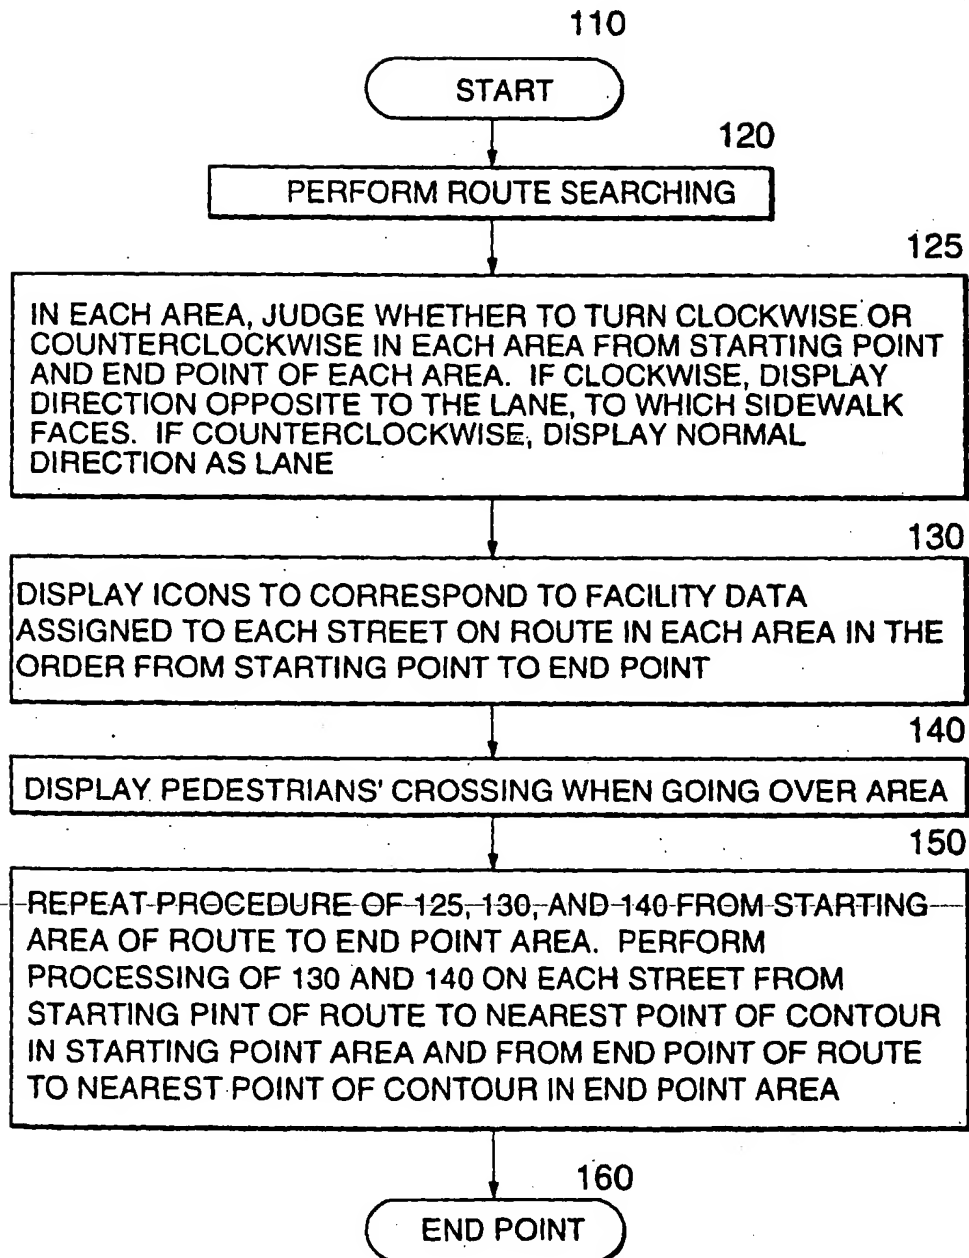 110
START
120
PERFORM ROUTE SEARCHING
125
IN EACH AREA, JUDGE WHETHER TO TURN CLOCKWISE OR
COUNTERCLOCKWISE IN EACH AREA FROM STARTING POINT
AND END POINT OF EACH AREA. IF CLOCKWISE, DISPLAY
DIRECTION OPPOSITE TO THE LANE, TO WHICH SIDEWALK
FACES. IF COUNTERCLOCKWISE, DISPLAY NORMAL
DIRECTION AS LANE
130
DISPLAY ICONS TO CORRESPOND TO FACILITY DATA
ASSIGNED TO EACH STREET ON ROUTE IN EACH AREA IN THE
ORDER FROM STARTING POINT TO END POINT
140
DISPLAY PEDESTRIANS' CROSSING WHEN GOING OVER AREA
150
REPEAT PROCEDURE OF 125, 130, AND 140 FROM STARTING
AREA OF ROUTE TO END POINT AREA. PERFORM
PROCESSING OF 130 AND 140 ON EACH STREET FROM
STARTING PINT OF ROUTE TO NEAREST POINT OF CONTOUR
IN STARTING POINT AREA AND FROM END POINT OF ROUTE
TO NEAREST POINT OF CONTOUR IN END POINT AREA
160
END POINT